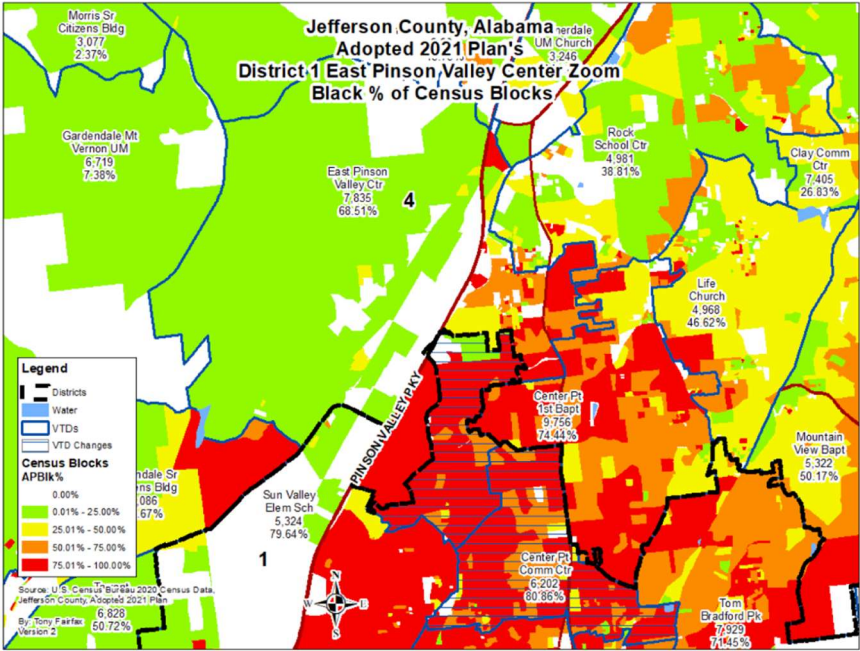 Jefferson County, Alabama
Adopted 2021 Plan's
District 1 East Pinson Valley Center Zoom
Black % of Census Blocks
Morris Sr
Citizens Bldg
3,077
2.37%
UM Church
3,246
Gardendale Mt
Vernon UM
6,719
7.38%
East Pinson
Valley Ctr
7,835
68.51%
4
Rock
School Ctr
4,981
38.81%
Clay Comm
Ctr
7,405
26.83%
Life
Church
4,968
46.62%
PINSON VALLEY PKY
Center Pt
1st Bapt
9,756
74.44%
Mountain
View Bapt
5,322
50.17%
Sun Valley
Elem Sch
5,324
79.64%
1
Center Pt
Comm Ctr
6,202
80.86%
Tom
Bradford Pk
7,929
71.45%
ndale Sr
ens Bldg
,086
.67%
6,828
50.72%
Legend
Districts
Water
VTDs
VTD Changes
Census Blocks
APBlk%
0.00%
0.01% - 25.00%
25.01% - 50.00%
50.01% - 75.00%
75.01% - 100.00%
Source: U.S. Census Bureau 2020 Census Data,
Jefferson County, Adopted 2021 Plan
By: Tony Fairfax
Version 2
N
W E
S